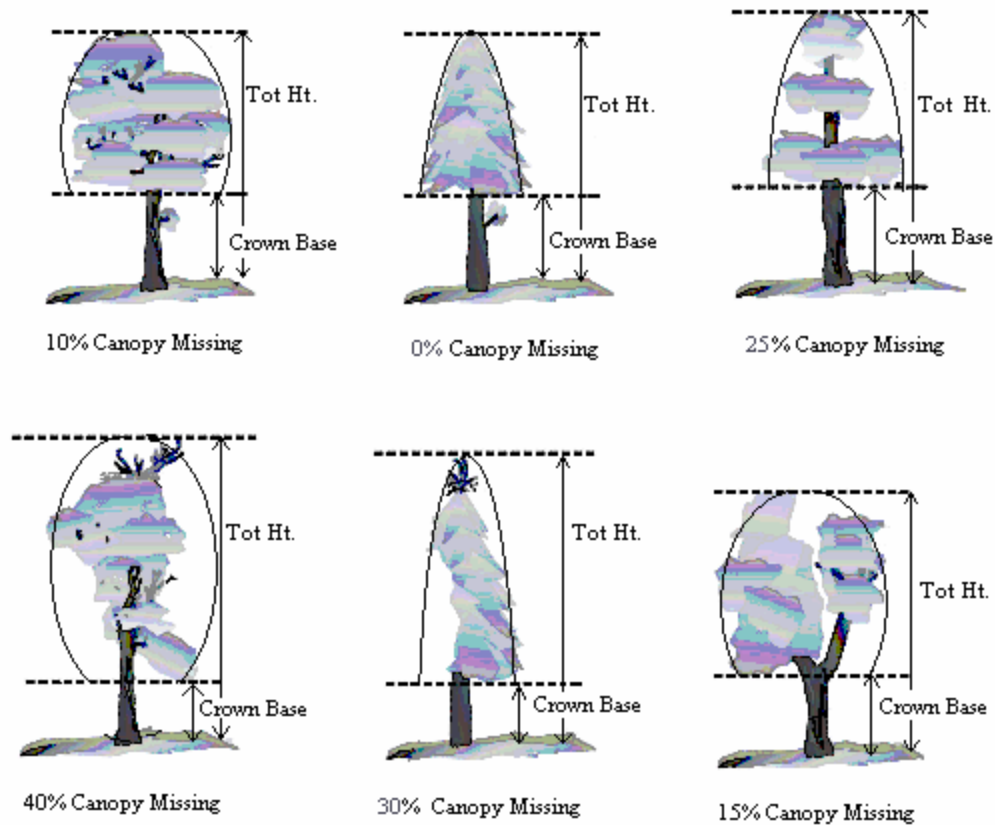 Tot Ht.
Crown Base
10% Canopy Missing
Tot Ht.
Crown Base
0% Canopy Missing
Tot Ht.
Crown Base
25% Canopy Missing
Tot Ht.
Crown Base
40% Canopy Missing
Tot Ht.
Crown Base
30% Canopy Missing
Tot Ht.
Crown Base
15% Canopy Missing